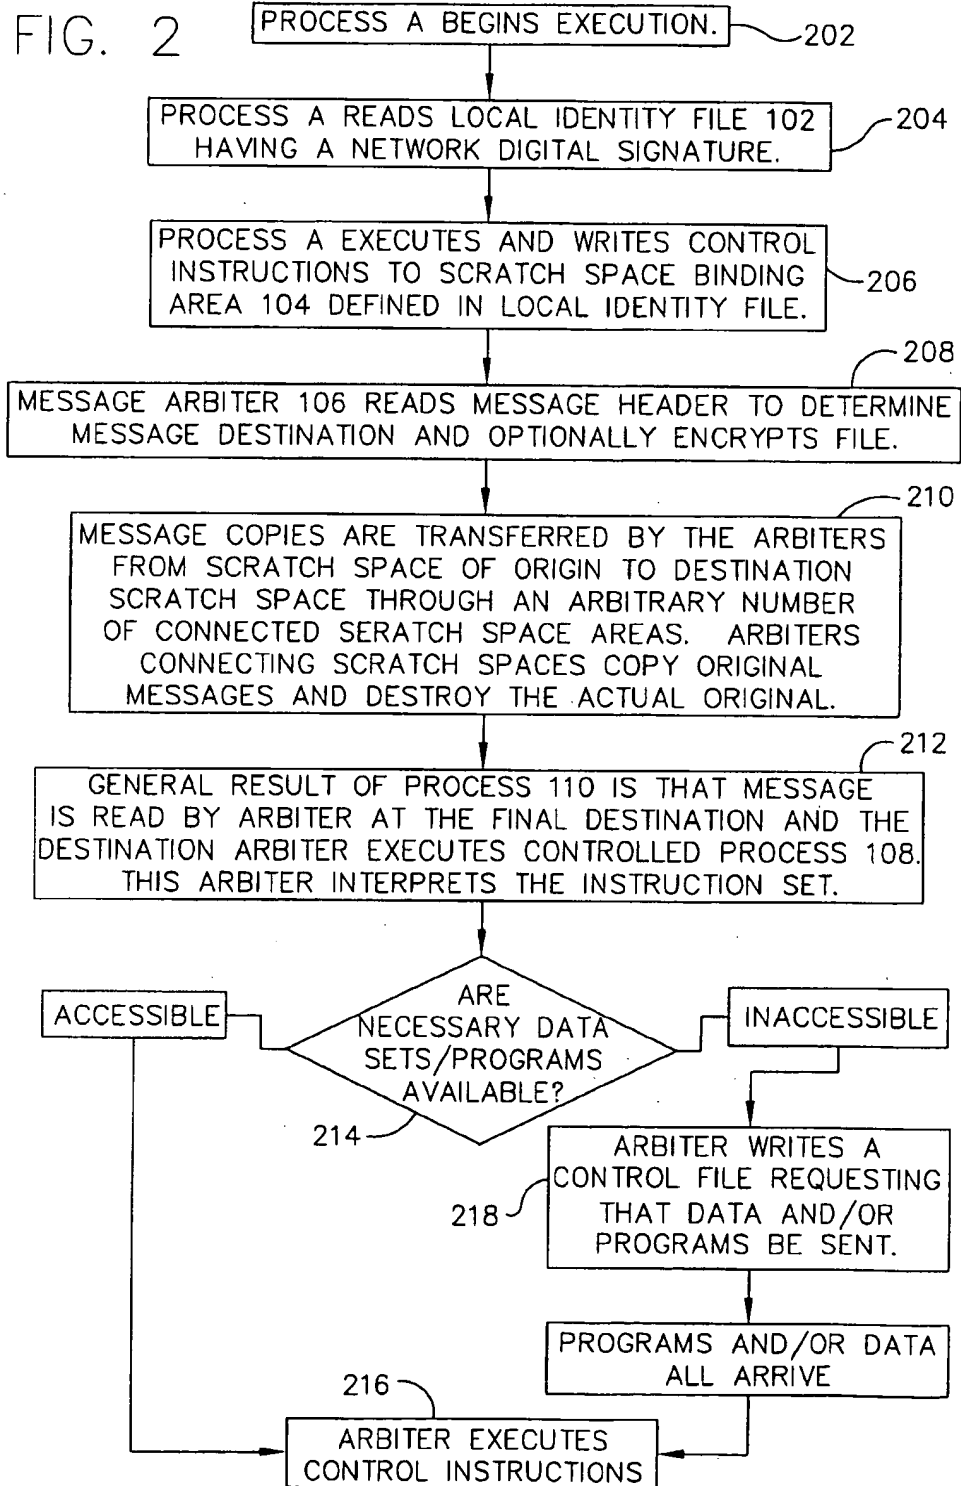 FIG. 2
PROCESS A BEGINS EXECUTION.
202
PROCESS A READS LOCAL IDENTITY FILE 102
HAVING A NETWORK DIGITAL SIGNATURE.
204
PROCESS A EXECUTES AND WRITES CONTROL
INSTRUCTIONS TO SCRATCH SPACE BINDING
AREA 104 DEFINED IN LOCAL IDENTITY FILE.
206
208
MESSAGE ARBITER 106 READS MESSAGE HEADER TO DETERMINE
MESSAGE DESTINATION AND OPTIONALLY ENCRYPTS FILE.
210
MESSAGE COPIES ARE TRANSFERRED BY THE ARBITERS
FROM SCRATCH SPACE OF ORIGIN TO DESTINATION
SCRATCH SPACE THROUGH AN ARBITRARY NUMBER
OF CONNECTED SERATCH SPACE AREAS. ARBITERS
CONNECTING SCRATCH SPACES COPY ORIGINAL
MESSAGES AND DESTROY THE ACTUAL ORIGINAL.
212
GENERAL RESULT OF PROCESS 110 IS THAT MESSAGE
IS READ BY ARBITER AT THE FINAL DESTINATION AND THE
DESTINATION ARBITER EXECUTES CONTROLLED PROCESS 108.
THIS ARBITER INTERPRETS THE INSTRUCTION SET.
ACCESSIBLE
ARE
NECESSARY DATA
SETS/PROGRAMS
AVAILABLE?
INACCESSIBLE
214
ARBITER WRITES A
CONTROL FILE REQUESTING
THAT DATA AND/OR
PROGRAMS BE SENT.
218
PROGRAMS AND/OR DATA
ALL ARRIVE
216
ARBITER EXECUTES
CONTROL INSTRUCTIONS